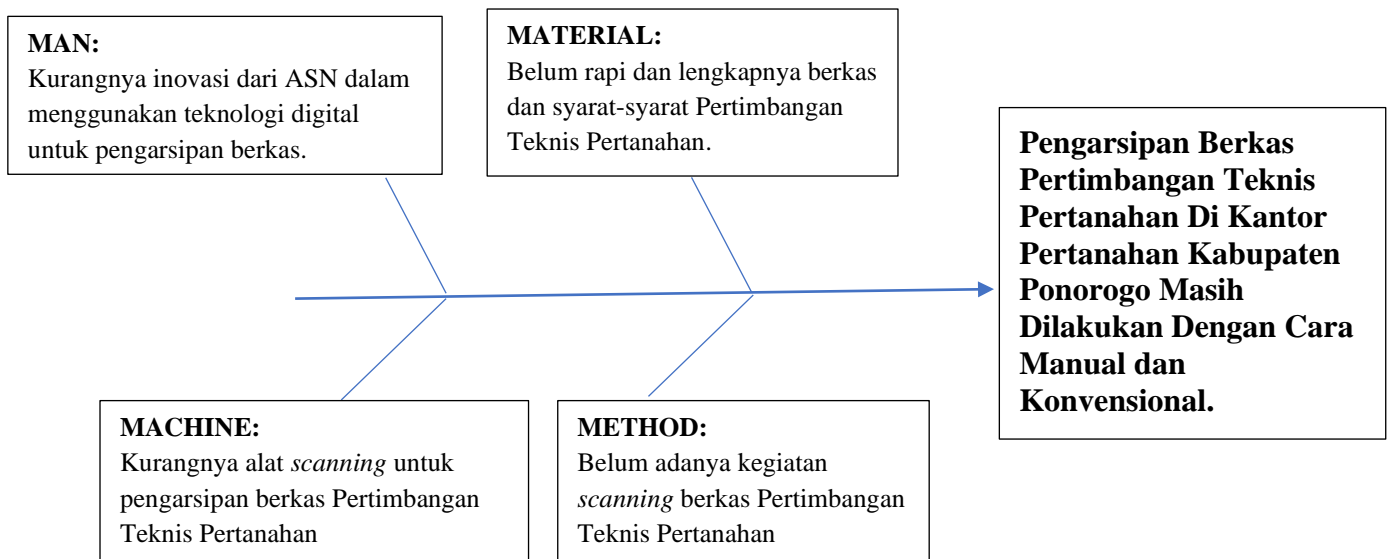 MAN:
Kurangnya inovasi dari ASN dalam
menggunakan teknologi digital
untuk pengarsipan berkas.
MATERIAL:
Belum rapi dan lengkapnya berkas
dan syarat-syarat Pertimbangan
Teknis Pertanahan.
Pengarsipan Berkas
Pertimbangan Teknis
Pertanahan Di Kantor
Pertanahan Kabupaten
Ponorogo Masih
Dilakukan Dengan Cara
Manual dan
Konvensional.
MACHINE:
Kurangnya alat scanning untuk
pengarsipan berkas Pertimbangan
Teknis Pertanahan
METHOD:
Belum adanya kegiatan
scanning berkas Pertimbangan
Teknis Pertanahan